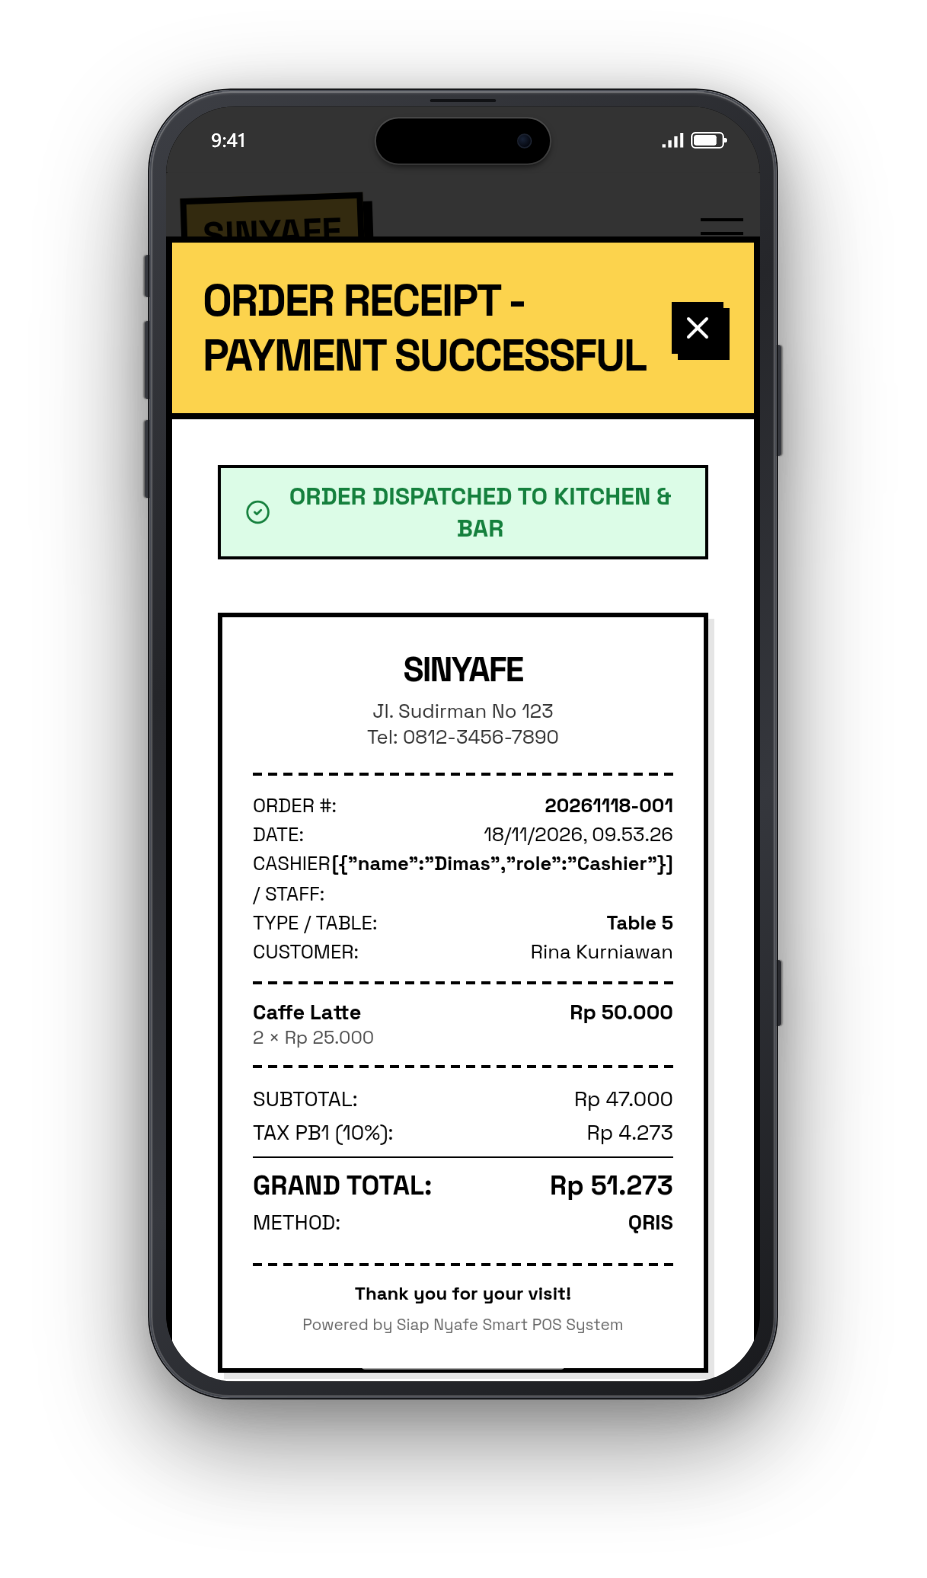 9:41
SINYAFE
ORDER RECEIPT -
PAYMENT SUCCESSFUL
ORDER DISPATCHED TO KITCHEN &
BAR
SINYAFE
Jl. Sudirman No 123
Tel: 0812-3456-7890
ORDER #: 20261118-001
DATE: 18/11/2026, 09.53.26
CASHIER [{"name":"Dimas","role":"Cashier"}]
/ STAFF:
TYPE / TABLE: Table 5
CUSTOMER: Rina Kurniawan
Caffe Latte Rp 50.000
2 × Rp 25.000
SUBTOTAL: Rp 47.000
TAX PB1 (10%): Rp 4.273
GRAND TOTAL: Rp 51.273
METHOD: QRIS
Thank you for your visit!
Powered by Siap Nyafe Smart POS System